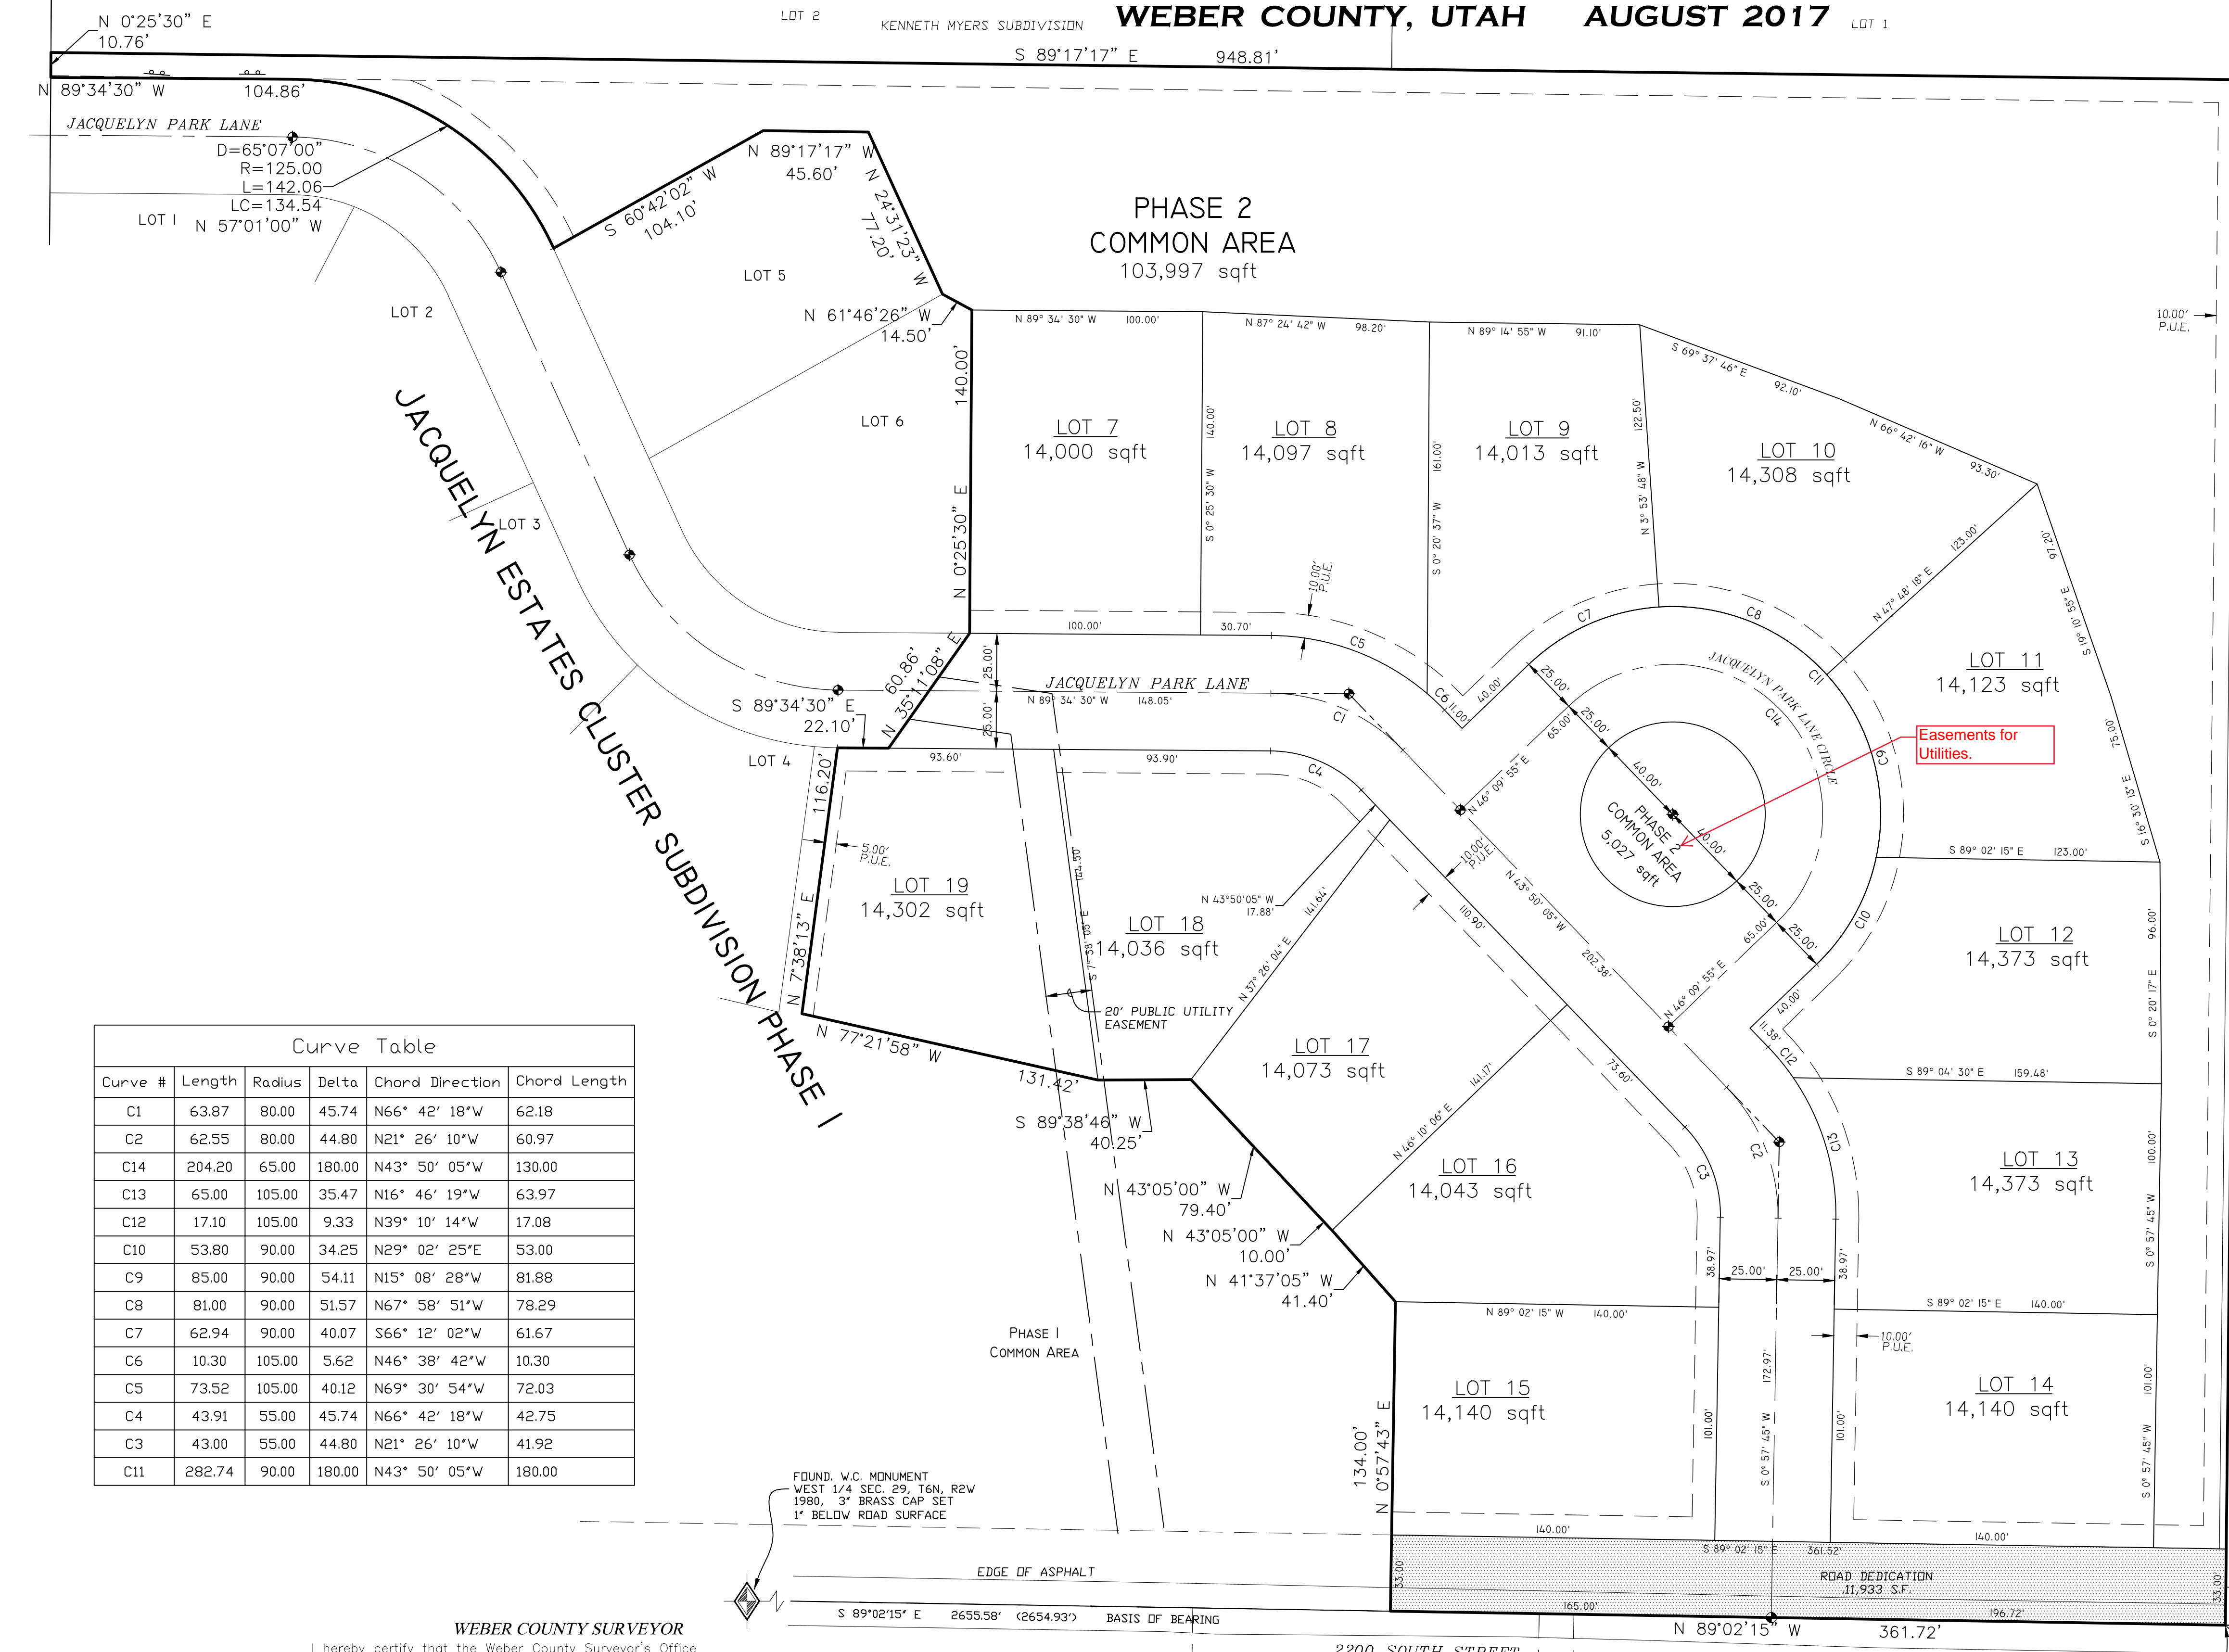 LOT 2
KENNETH MYERS SUBDIVISION
WEBER COUNTY, UTAH AUGUST 2017
LOT 1
N 0°25'30" E
10.76'
S 89°17'17" E 948.81'
N 89°34'30" W 104.86'
JACQUELYN PARK LANE
D=65°07'00"
R=125.00
L=142.06
LC=134.54
N 57°01'00" W
LOT 1
N 89°17'17" W
45.60'
S 60°42'02" W
104.10'
N 24°31'23" W
77.20'
PHASE 2
COMMON AREA
103,997 sqft
LOT 5
LOT 2
N 61°46'26" W
14.50'
10.00'
P.U.E.
N 89° 34' 30" W 100.00'
N 87° 24' 42" W 98.20'
N 89° 14' 55" W 91.10'
S 69° 37' 46" E 92.10'
N 66° 42' 16" W 93.30'
LOT 6
N 0°25'30" E 140.00'
LOT 7
14,000 sqft
S 0° 25' 30" W 140.00'
LOT 8
14,097 sqft
S 0° 20' 37" W 161.00'
LOT 9
14,013 sqft
N 3° 53' 48" W 122.50'
LOT 10
14,308 sqft
N 47° 48' 18" E 123.00'
97.20'
S 19° 10' 55" E
LOT 3
JACQUELYN ESTATES CLUSTER SUBDIVISION PHASE 1
10.00'
P.U.E.
100.00'
30.70'
C5
C6
11.00'
40.00'
C7
C8
C11
C9
C10
LOT 11
14,123 sqft
75.00'
S 16° 30' 13" E
60.86'
N 35°11'08" E
25.00'
25.00'
JACQUELYN PARK LANE
N 89° 34' 30" W 148.05'
C1
S 89°34'30" E
22.10'
25.00'
25.00'
65.00'
N 46° 09' 55" E
JACQUELYN PARK LANE CIRCLE
C14
Easements for
Utilities.
40.00'
PHASE 2
COMMON AREA
5,027 sqft
40.00'
25.00'
25.00'
65.00'
N 46° 09' 55" E
40.00'
LOT 4
93.60'
93.90'
C4
116.20'
N 7°38'13" E
5.00'
P.U.E.
LOT 19
14,302 sqft
144.50'
S 7° 38' 05" E
LOT 18
14,036 sqft
N 43°50'05" W
17.88'
141.64'
N 37° 26' 04" E
10.00'
P.U.E.
110.90'
N 43° 50' 05" W
202.38'
S 89° 02' 15" E 123.00'
LOT 12
14,373 sqft
96.00'
S 0° 20' 17" E
11.38'
C12
20' PUBLIC UTILITY
EASEMENT
N 77°21'58" W
131.42'
S 89°38'46" W
40.25'
LOT 17
14,073 sqft
141.17'
N 46° 10' 06" E
73.60'
S 89° 04' 30" E 159.48'
C2
C13
C3
LOT 13
14,373 sqft
100.00'
S 0° 57' 45" W
N 43°05'00" W
79.40'
N 43°05'00" W
10.00'
N 41°37'05" W
41.40'
LOT 16
14,043 sqft
38.97'
25.00'
25.00'
38.97'
N 89° 02' 15" W 140.00'
S 89° 02' 15" E 140.00'
10.00'
P.U.E.
PHASE 1
COMMON AREA
134.00'
N 0°57'43" E
LOT 15
14,140 sqft
101.00'
172.97'
S 0° 57' 45" W
101.00'
LOT 14
14,140 sqft
101.00'
S 0° 57' 45" W
Curve Table
Curve # Length Radius Delta Chord Direction Chord Length
C1 63.87 80.00 45.74 N66° 42' 18"W 62.18
C2 62.55 80.00 44.80 N21° 26' 10"W 60.97
C14 204.20 65.00 180.00 N43° 50' 05"W 130.00
C13 65.00 105.00 35.47 N16° 46' 19"W 63.97
C12 17.10 105.00 9.33 N39° 10' 14"W 17.08
C10 53.80 90.00 34.25 N29° 02' 25"E 53.00
C9 85.00 90.00 54.11 N15° 08' 28"W 81.88
C8 81.00 90.00 51.57 N67° 58' 51"W 78.29
C7 62.94 90.00 40.07 S66° 12' 02"W 61.67
C6 10.30 105.00 5.62 N46° 38' 42"W 10.30
C5 73.52 105.00 40.12 N69° 30' 54"W 72.03
C4 43.91 55.00 45.74 N66° 42' 18"W 42.75
C3 43.00 55.00 44.80 N21° 26' 10"W 41.92
C11 282.74 90.00 180.00 N43° 50' 05"W 180.00
FOUND. W.C. MONUMENT
WEST 1/4 SEC. 29, T6N, R2W
1980, 3" BRASS CAP SET
1" BELOW ROAD SURFACE
140.00'
140.00'
S 89° 02' 15" E 361.52'
EDGE OF ASPHALT
33.00'
ROAD DEDICATION
11,933 S.F.
33.00'
165.00'
196.72'
S 89°02'15" E 2655.58' (2654.93') BASIS OF BEARING
N 89°02'15" W 361.72'
WEBER COUNTY SURVEYOR
I hereby certify that the Weber County Surveyor's Office
2200 SOUTH STREET